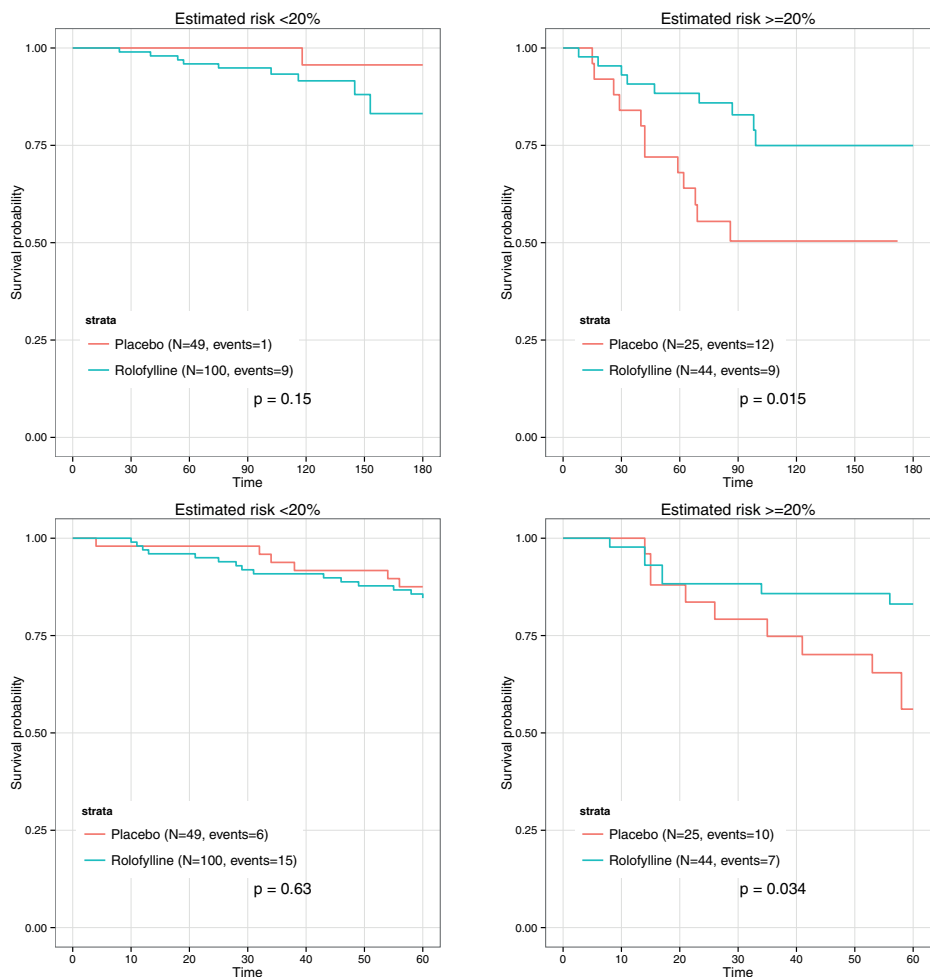 Estimated risk <20%
1.00
0.75
0.50
0.25
0.00
Survival probability
strata
Placebo (N=49, events=1)
Rolofylline (N=100, events=9)
p = 0.15
0 30 60 90 120 150 180
Time
Estimated risk >=20%
1.00
0.75
0.50
0.25
0.00
Survival probability
strata
Placebo (N=25, events=12)
Rolofylline (N=44, events=9)
p = 0.015
0 30 60 90 120 120 180
Time
Estimated risk <20%
1.00
0.75
0.50
0.25
0.00
Survival probability
strata
Placebo (N=49, events=6)
Rolofylline (N=100, events=15)
p = 0.63
0 10 20 30 40 50 60
Time
Estimated risk >=20%
1.00
0.75
0.50
0.25
0.00
Survival probability
strata
Placebo (N=25, events=10)
Rolofylline (N=44, events=7)
p = 0.034
0 10 20 30 40 50 60
Time